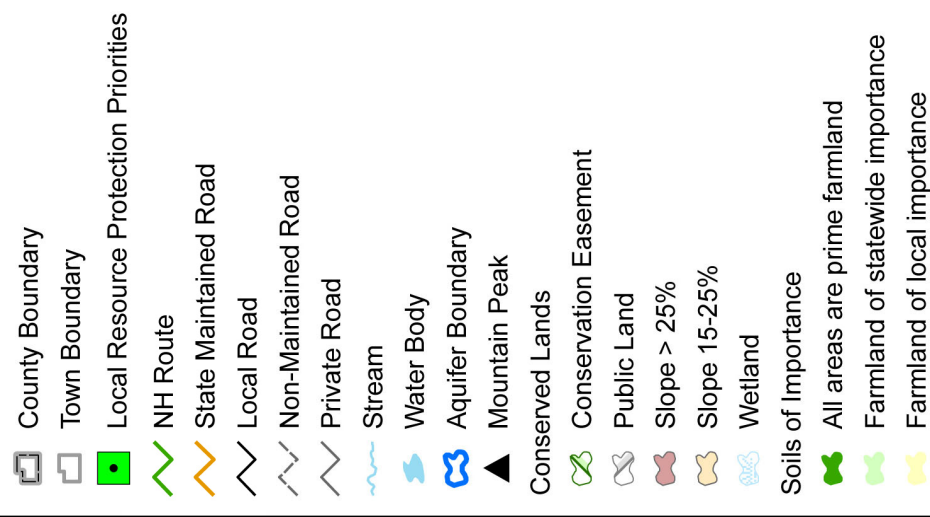 County Boundary
Town Boundary
Local Resource Protection Priorities
NH Route
State Maintained Road
Local Road
Non-Maintained Road
Private Road
Stream
Water Body
Aquifer Boundary
Mountain Peak
Conserved Lands
Conservation Easement
Public Land
Slope > 25%
Slope 15-25%
Wetland
Soils of Importance
All areas are prime farmland
Farmland of statewide importance
Farmland of local importance